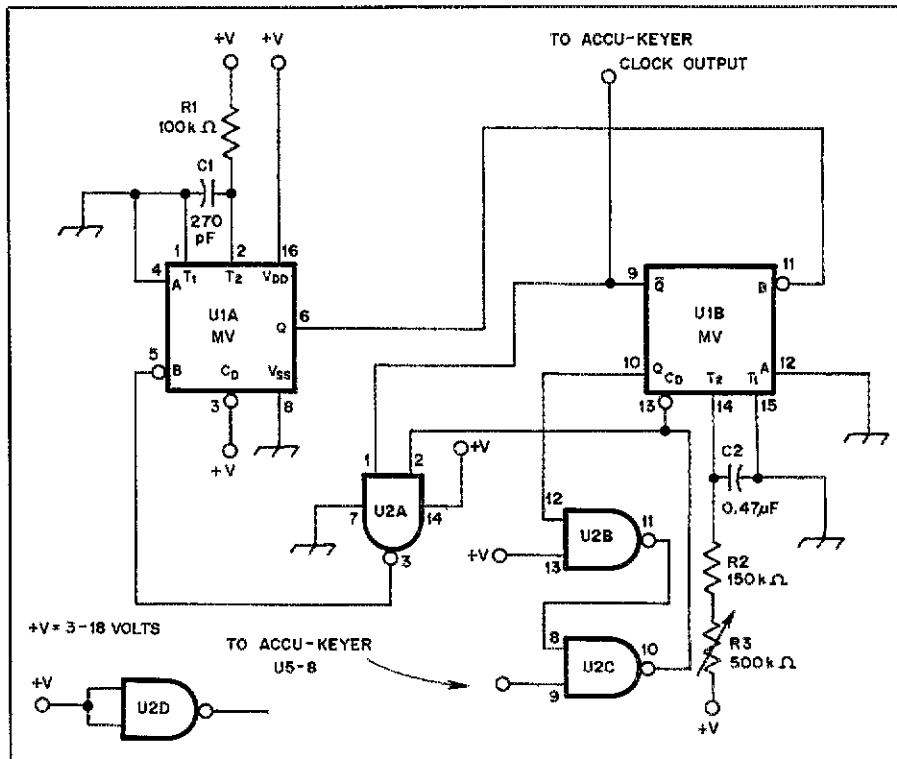 +V
+V
TO ACCU-KEYER
CLOCK OUTPUT
R1
100kΩ
C1
270
pF
1
2
16
4
T1
T2
VDD
A
U1A
MV
Q
6
5
B
CD
VSS
3
8
+V
9
Q̄
B
11
U1B
MV
10
Q
CD
T2
T1
A
12
13
14
15
C2
0.47µF
1
2
+V
U2A
7
14
3
12
U2B
11
+V
13
R2
150kΩ
+V = 3-18 VOLTS
TO ACCU-KEYER
U5-8
8
U2C
10
9
R3
500kΩ
+V
U2D
+V